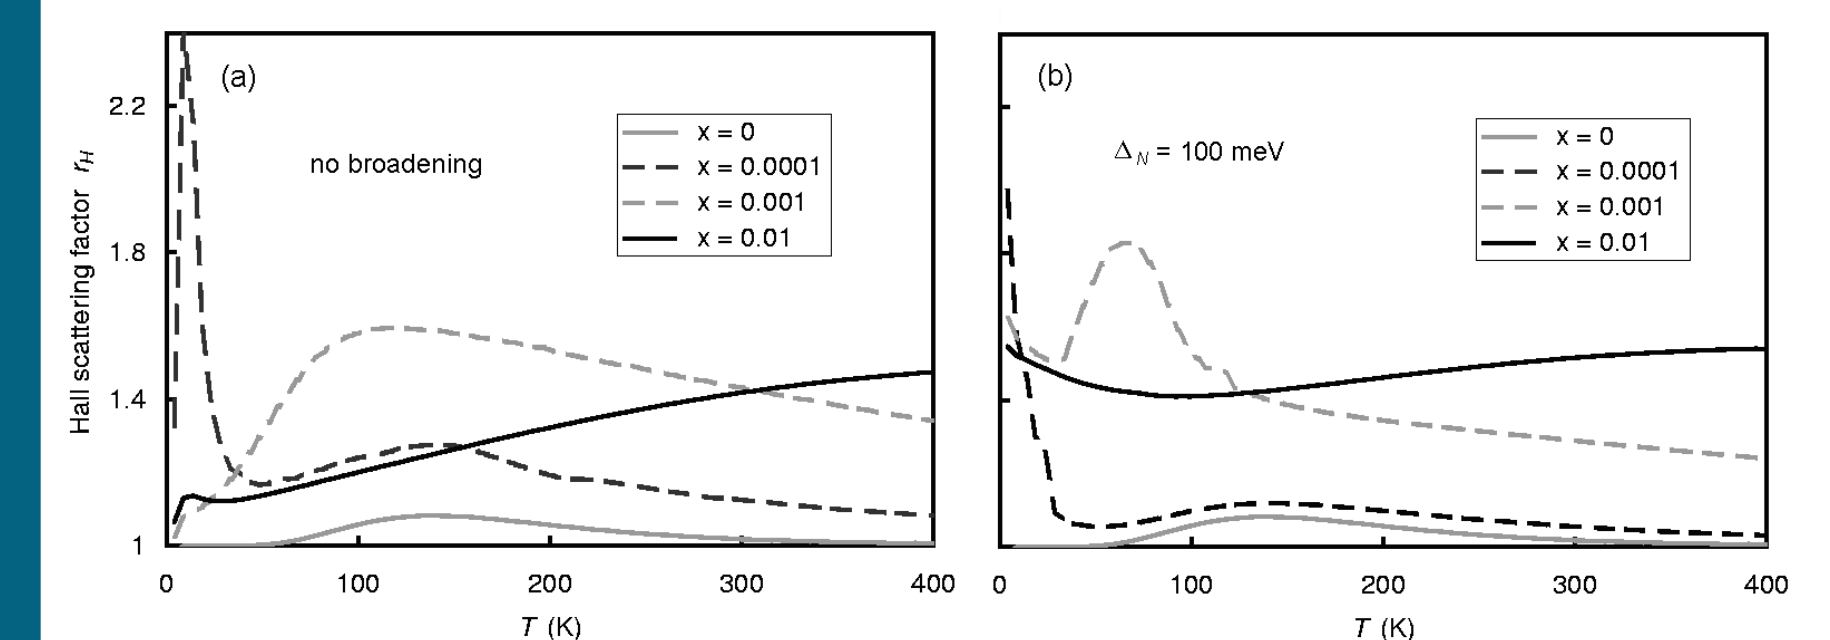 (a)
no broadening
x = 0
x = 0.0001
x = 0.001
x = 0.01
Hall scattering factor r_H
2.2
1.8
1.4
1
0 100 200 300 400
T (K)
(b)
Δ_N = 100 meV
x = 0
x = 0.0001
x = 0.001
x = 0.01
0 100 200 300 400
T (K)